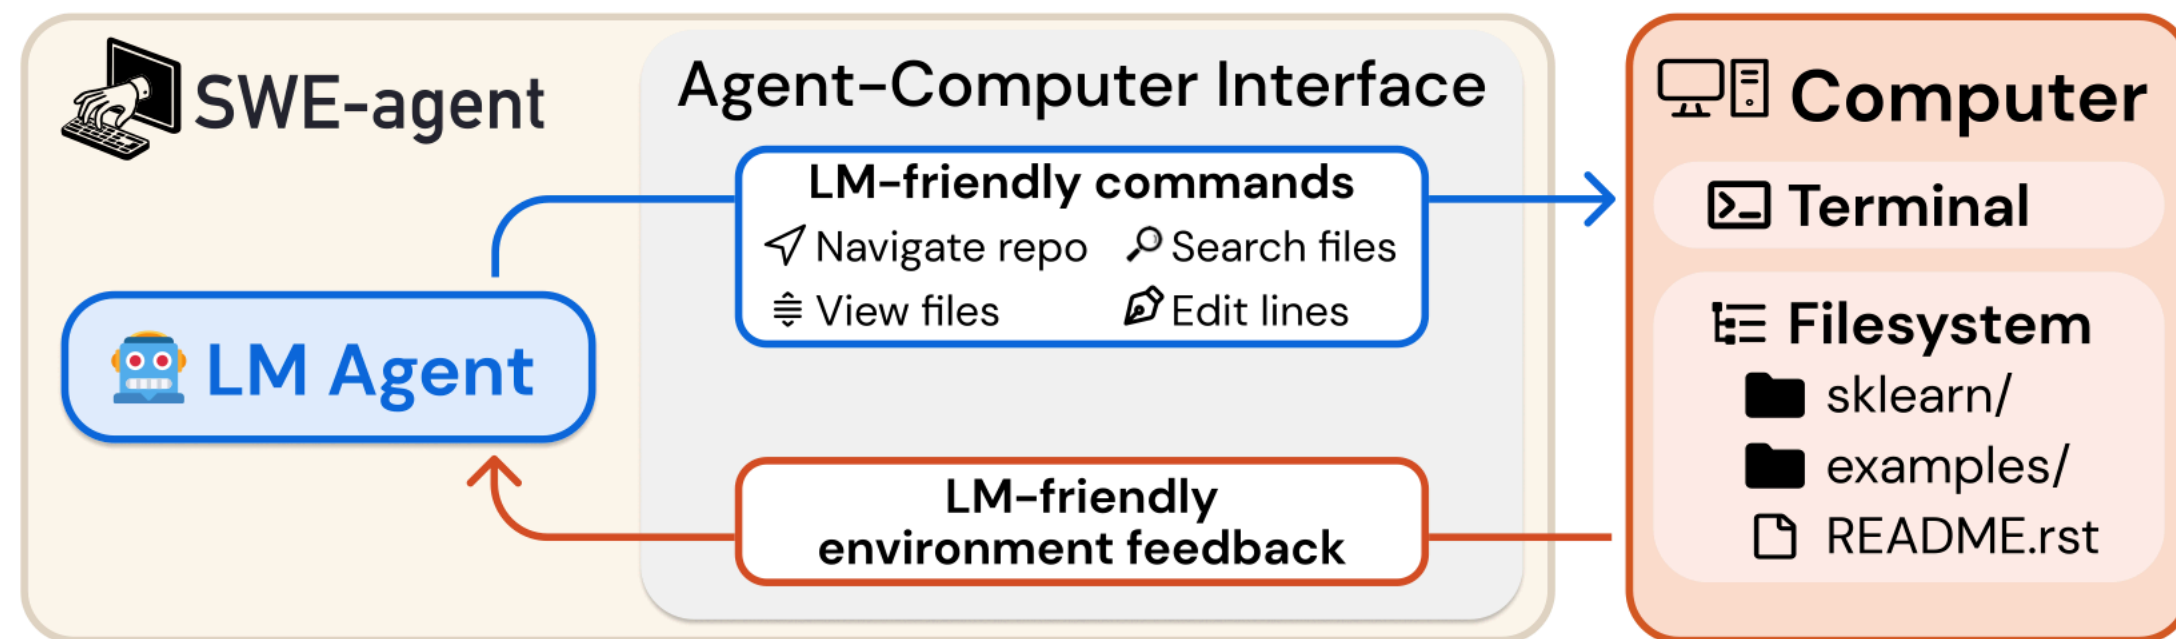 SWE-agent
Agent-Computer Interface
LM-friendly commands
Navigate repo
Search files
View files
Edit lines
LM Agent
LM-friendly
environment feedback
Computer
Terminal
Filesystem
sklearn/
examples/
README.rst